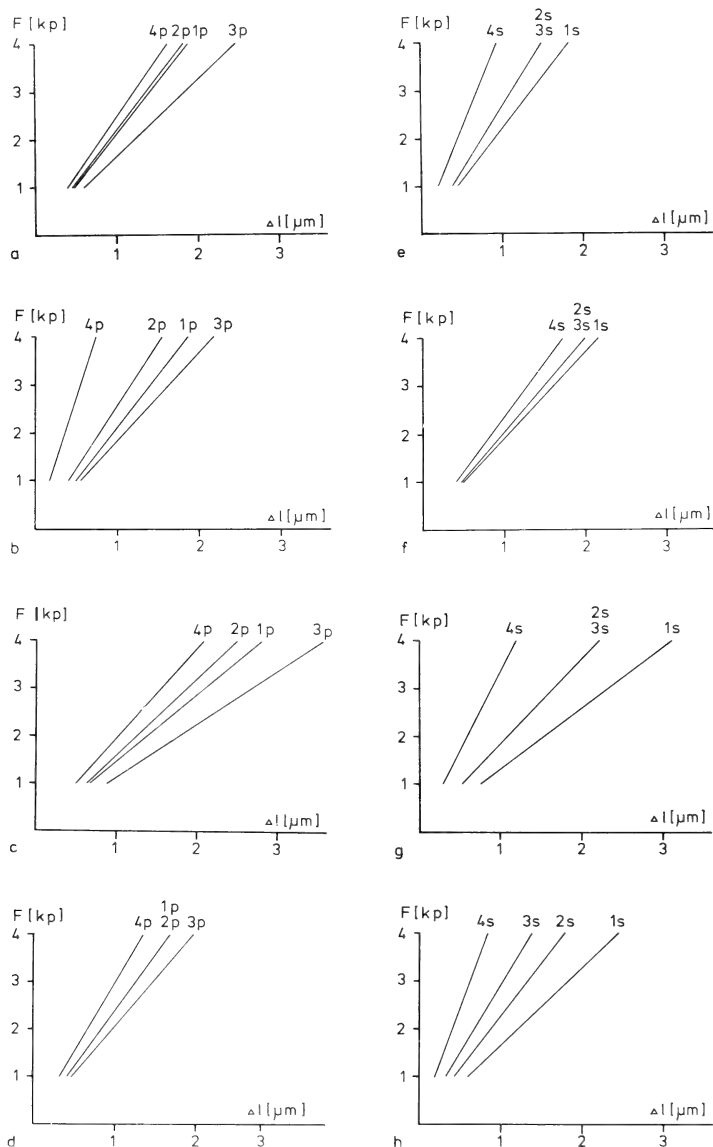 F [kp]
4p 2p 1p 3p
4
3
2
1
Δl [µm]
1 2 3
a
F [kp]
4p 2p 1p 3p
4
3
2
1
Δl [µm]
1 2 3
b
F [kp]
4p 2p 1p 3p
4
3
2
1
Δl [µm]
1 2 3
c
F [kp]
1p
4p 2p 3p
4
3
2
1
Δl [µm]
1 2 3
d
F [kp]
2s
4s 3s 1s
4
3
2
1
Δl [µm]
1 2 3
e
F [kp]
2s
4s 3s 1s
4
3
2
1
Δl [µm]
1 2 3
f
F [kp]
2s
4s 3s 1s
4
3
2
1
Δl [µm]
1 2 3
g
F [kp]
4s 3s 2s 1s
4
3
2
1
Δl [µm]
1 2 3
h